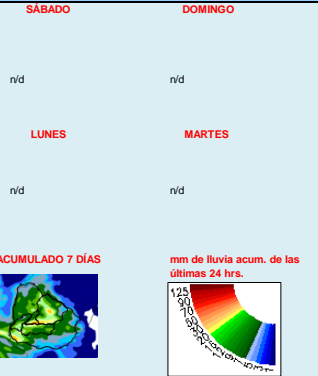 SÁBADO DOMINGO
n/d n/d
LUNES MARTES
n/d n/d
ACUMULADO 7 DÍAS mm de lluvia acum. de las
últimas 24 hrs.
125
90
70